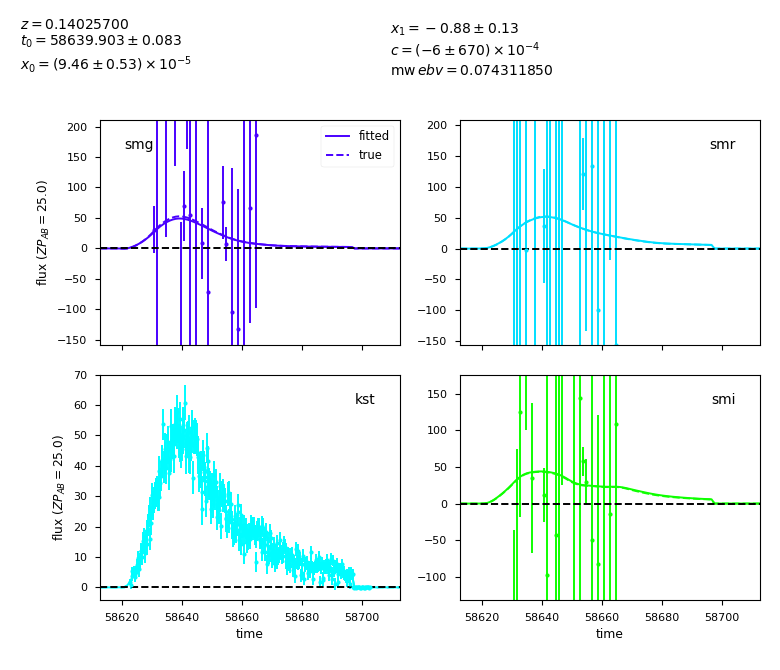 z = 0.14025700
t₀ = 58639.903 ± 0.083
x₀ = (9.46 ± 0.53) × 10⁻⁵
x₁ = −0.88 ± 0.13
c = (−6 ± 670) × 10⁻⁴
mw ebv = 0.074311850
smg
fitted
true
200
150
100
50
0
−50
−100
−150
flux (ZP_AB = 25.0)
smr
200
150
100
50
0
−50
−100
−150
kst
70
60
50
40
30
20
10
0
flux (ZP_AB = 25.0)
58620 58640 58660 58680 58700
time
smi
150
100
50
0
−50
−100
58620 58640 58660 58680 58700
time